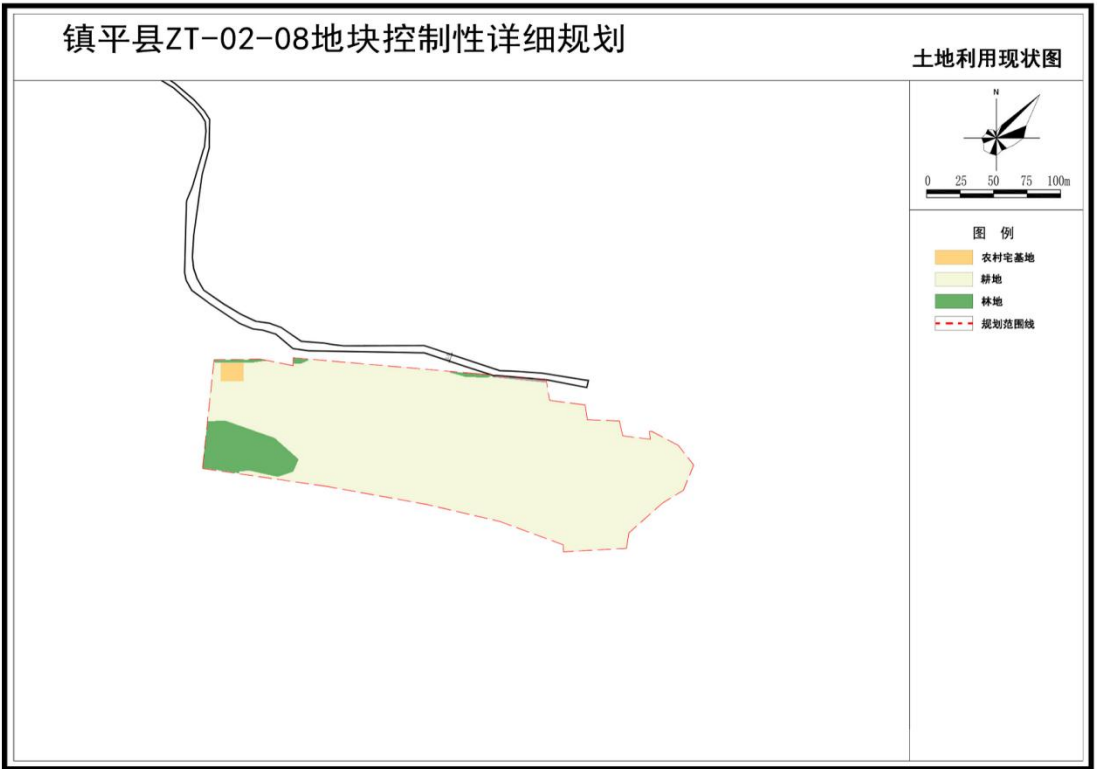 镇平县ZT-02-08地块控制性详细规划
土地利用现状图
N
0 25 50 75 100m
图 例
农村宅基地
耕地
林地
规划范围线